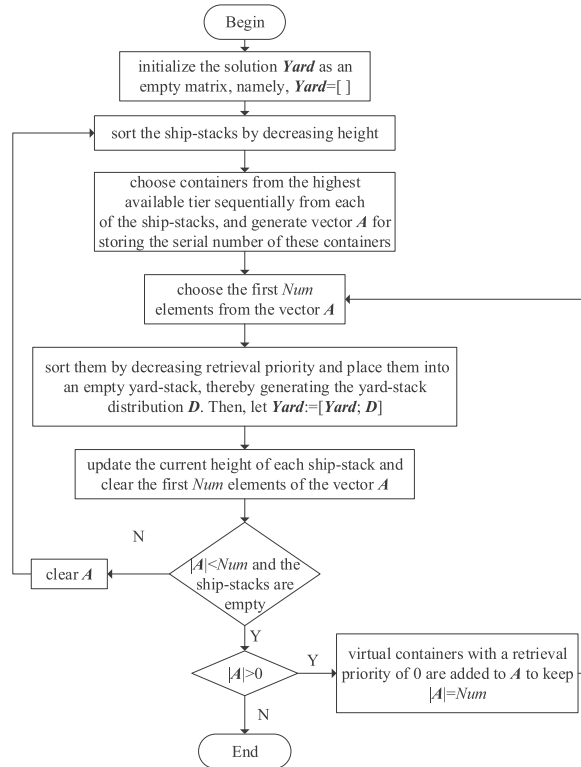 Begin
initialize the solution Yard as an
empty matrix, namely, Yard=[ ]
sort the ship-stacks by decreasing height
choose containers from the highest
available tier sequentially from each
of the ship-stacks, and generate vector A for
storing the serial number of these containers
choose the first Num
elements from the vector A
sort them by decreasing retrieval priority and place them into
an empty yard-stack, thereby generating the yard-stack
distribution D. Then, let Yard:=[Yard; D]
update the current height of each ship-stack and
clear the first Num elements of the vector A
N
|A|<Num and the
ship-stacks are
empty
clear A
Y
|A|>0
Y
virtual containers with a retrieval
priority of 0 are added to A to keep
|A|=Num
N
End